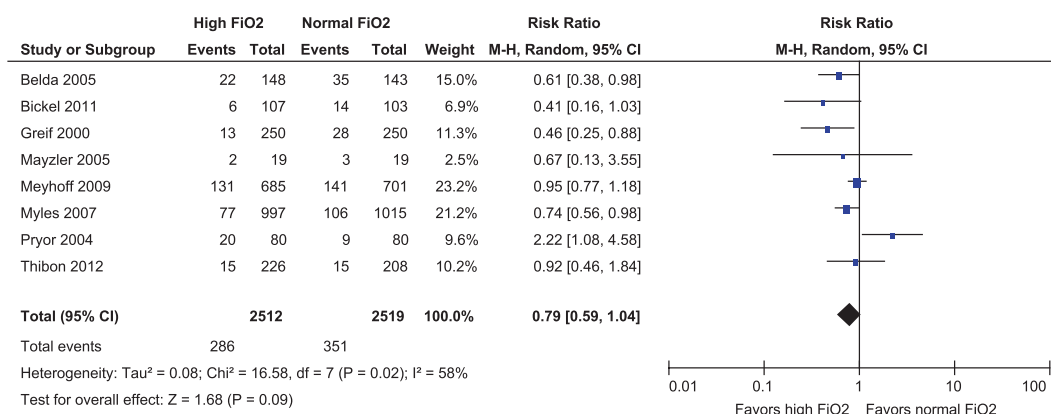 High FiO2 Normal FiO2 Risk Ratio Risk Ratio
Study or Subgroup Events Total Events Total Weight M-H, Random, 95% CI M-H, Random, 95% CI
Belda 2005 22 148 35 143 15.0% 0.61 [0.38, 0.98]
Bickel 2011 6 107 14 103 6.9% 0.41 [0.16, 1.03]
Greif 2000 13 250 28 250 11.3% 0.46 [0.25, 0.88]
Mayzler 2005 2 19 3 19 2.5% 0.67 [0.13, 3.55]
Meyhoff 2009 131 685 141 701 23.2% 0.95 [0.77, 1.18]
Myles 2007 77 997 106 1015 21.2% 0.74 [0.56, 0.98]
Pryor 2004 20 80 9 80 9.6% 2.22 [1.08, 4.58]
Thibon 2012 15 226 15 208 10.2% 0.92 [0.46, 1.84]
Total (95% CI) 2512 2519 100.0% 0.79 [0.59, 1.04]
Total events 286 351
Heterogeneity: Tau² = 0.08; Chi² = 16.58, df = 7 (P = 0.02); I² = 58%
Test for overall effect: Z = 1.68 (P = 0.09)
0.01 0.1 1 10 100
Favors high FiO2 Favors normal FiO2